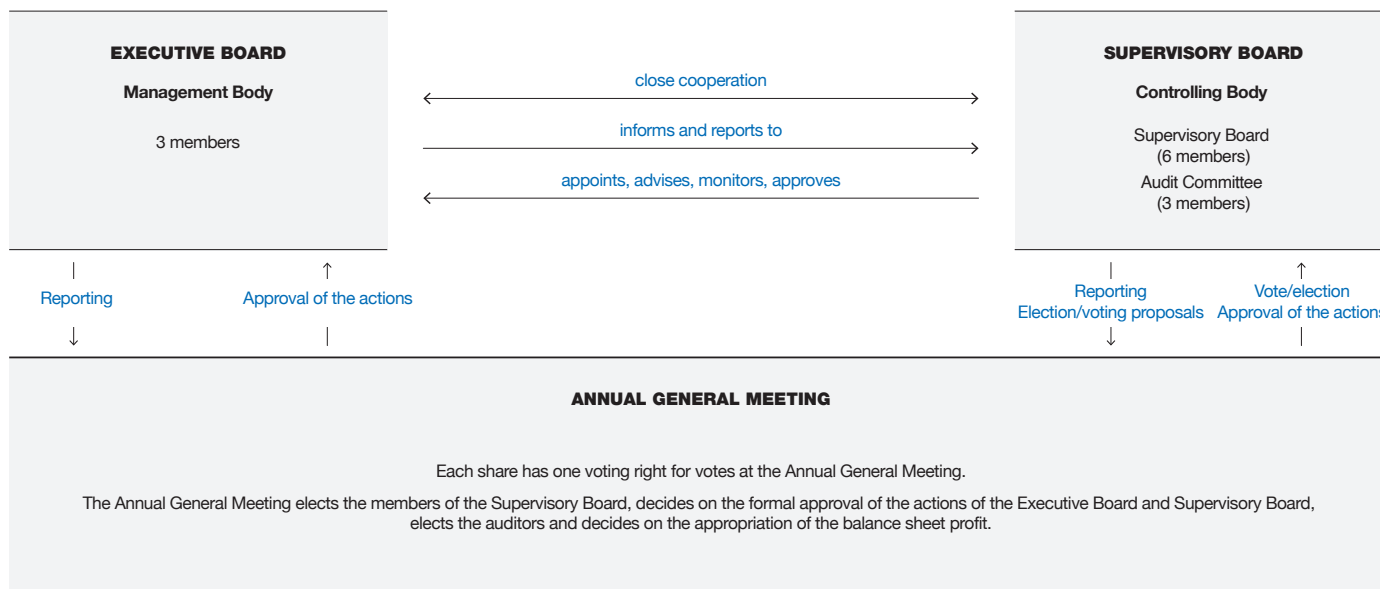 EXECUTIVE BOARD
Management Body
3 members
close cooperation
informs and reports to
appoints, advises, monitors, approves
SUPERVISORY BOARD
Controlling Body
Supervisory Board
(6 members)
Audit Committee
(3 members)
Reporting
Approval of the actions
Reporting
Election/voting proposals
Vote/election
Approval of the actions
ANNUAL GENERAL MEETING
Each share has one voting right for votes at the Annual General Meeting.
The Annual General Meeting elects the members of the Supervisory Board, decides on the formal approval of the actions of the Executive Board and Supervisory Board,
elects the auditors and decides on the appropriation of the balance sheet profit.